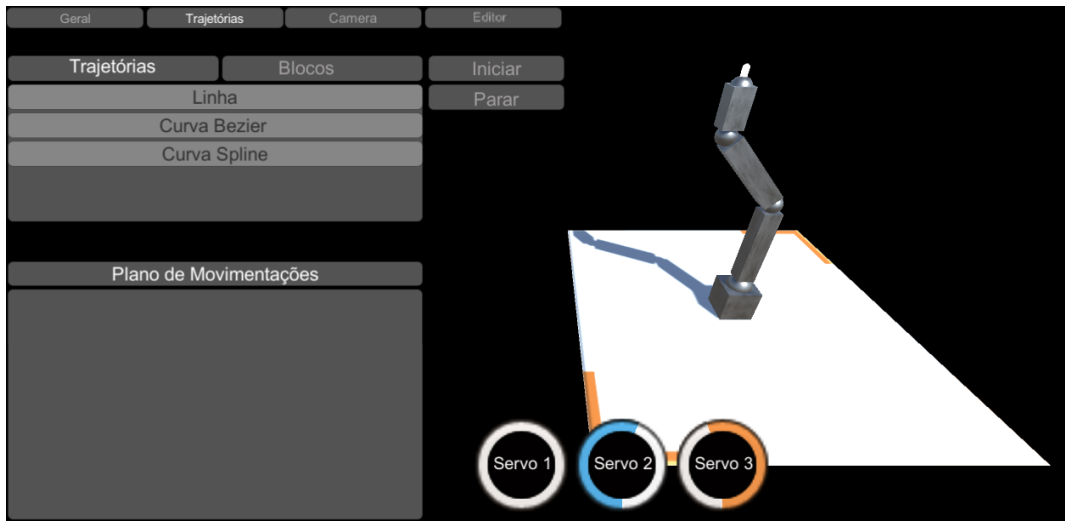 Geral Trajetórias Camera Editor
Trajetórias Blocos Iniciar
Linha Parar
Curva Bezier
Curva Spline
Plano de Movimentações
Servo 1 Servo 2 Servo 3